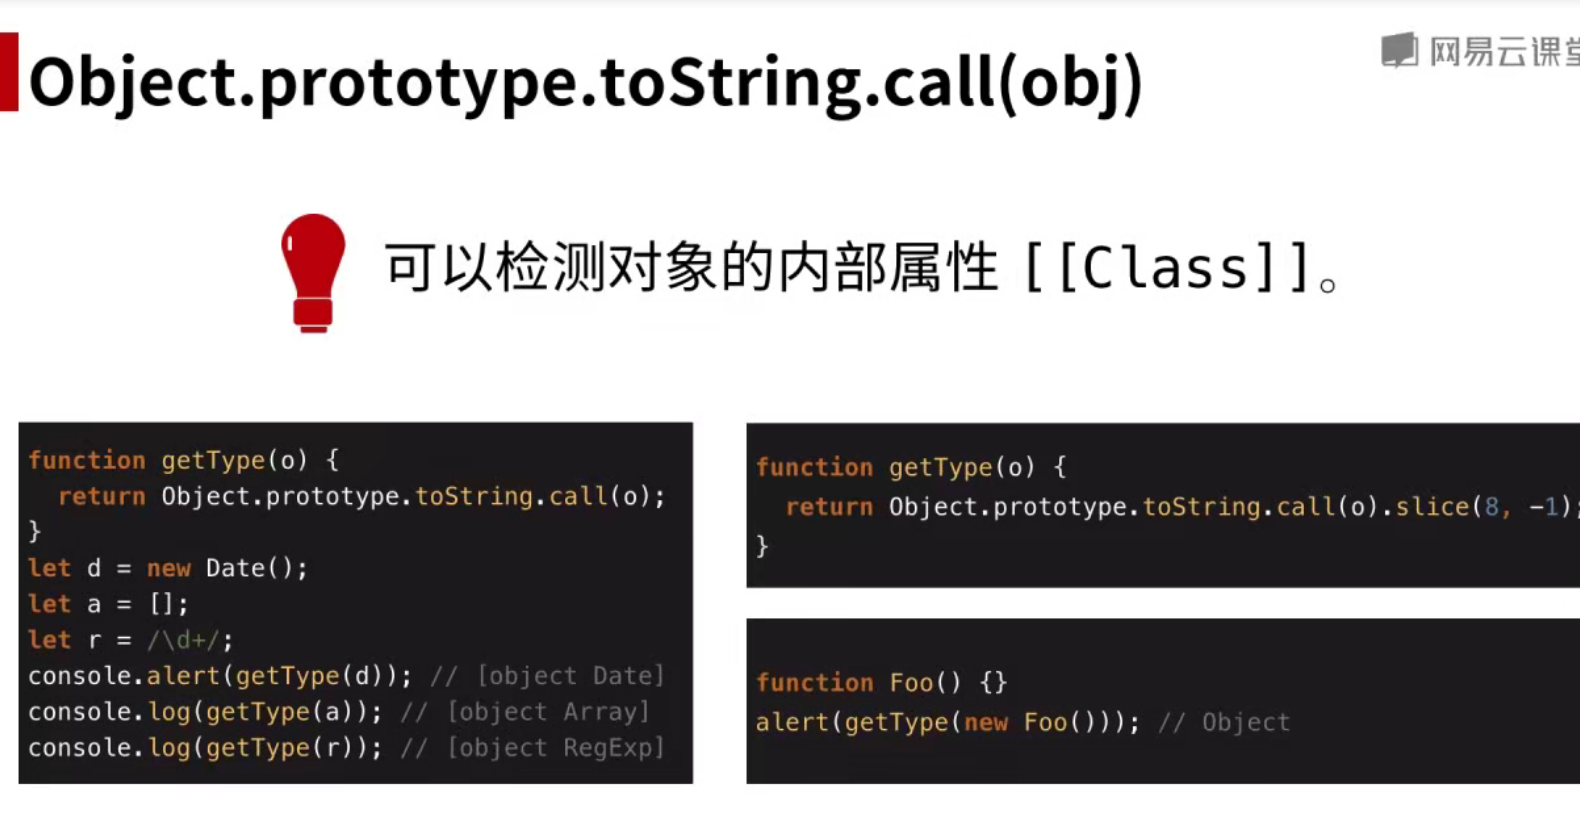 Object.prototype.toString.call(obj)
网易云课堂
可以检测对象的内部属性 [[Class]]。
function getType(o) {
  return Object.prototype.toString.call(o);
}
let d = new Date();
let a = [];
let r = /\d+/;
console.alert(getType(d)); // [object Date]
console.log(getType(a)); // [object Array]
console.log(getType(r)); // [object RegExp]
function getType(o) {
  return Object.prototype.toString.call(o).slice(8, -1);
}
function Foo() {}
alert(getType(new Foo())); // Object